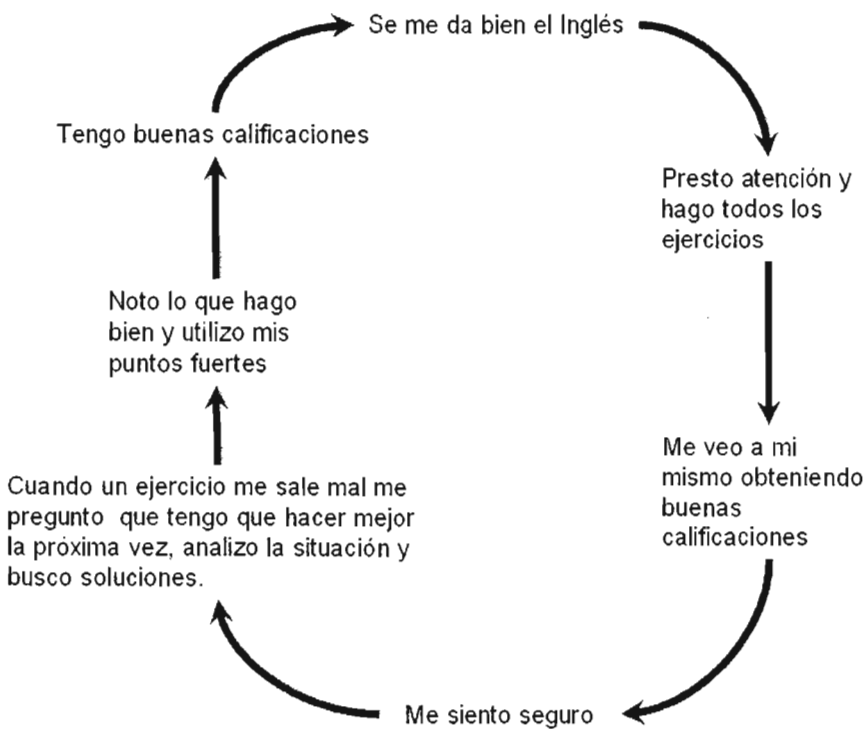 Se me da bien el Inglés
Presto atención y
hago todos los
ejercicios
Me veo a mi
mismo obteniendo
buenas
calificaciones
Me siento seguro
Cuando un ejercicio me sale mal me
pregunto que tengo que hacer mejor
la próxima vez, analizo la situación y
busco soluciones.
Noto lo que hago
bien y utilizo mis
puntos fuertes
Tengo buenas calificaciones